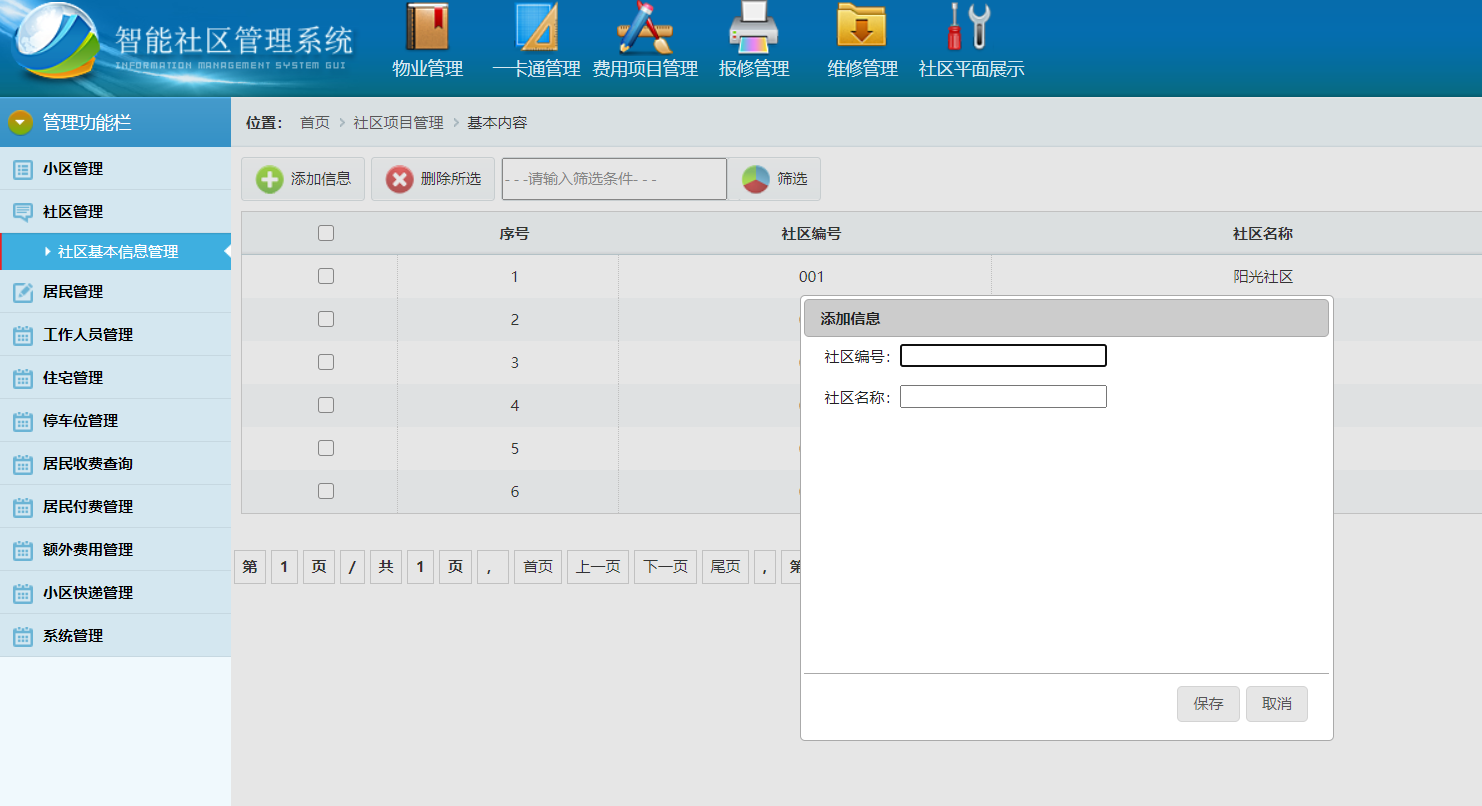 智能社区管理系统
INFORMATION MANAGEMENT SYSTEM GUI
物业管理
一卡通管理
费用项目管理
报修管理
维修管理
社区平面展示
管理功能栏
小区管理
社区管理
社区基本信息管理
居民管理
工作人员管理
住宅管理
停车位管理
居民收费查询
居民付费管理
额外费用管理
小区快递管理
系统管理
位置： 首页 > 社区项目管理 > 基本内容
添加信息 删除所选 - - -请输入筛选条件- - - 筛选
序号 社区编号 社区名称
1 001 阳光社区
2
3
4
5
6
第 1 页 / 共 1 页 ， 首页 上一页 下一页 尾页 , 第
添加信息
社区编号：
社区名称：
保存 取消